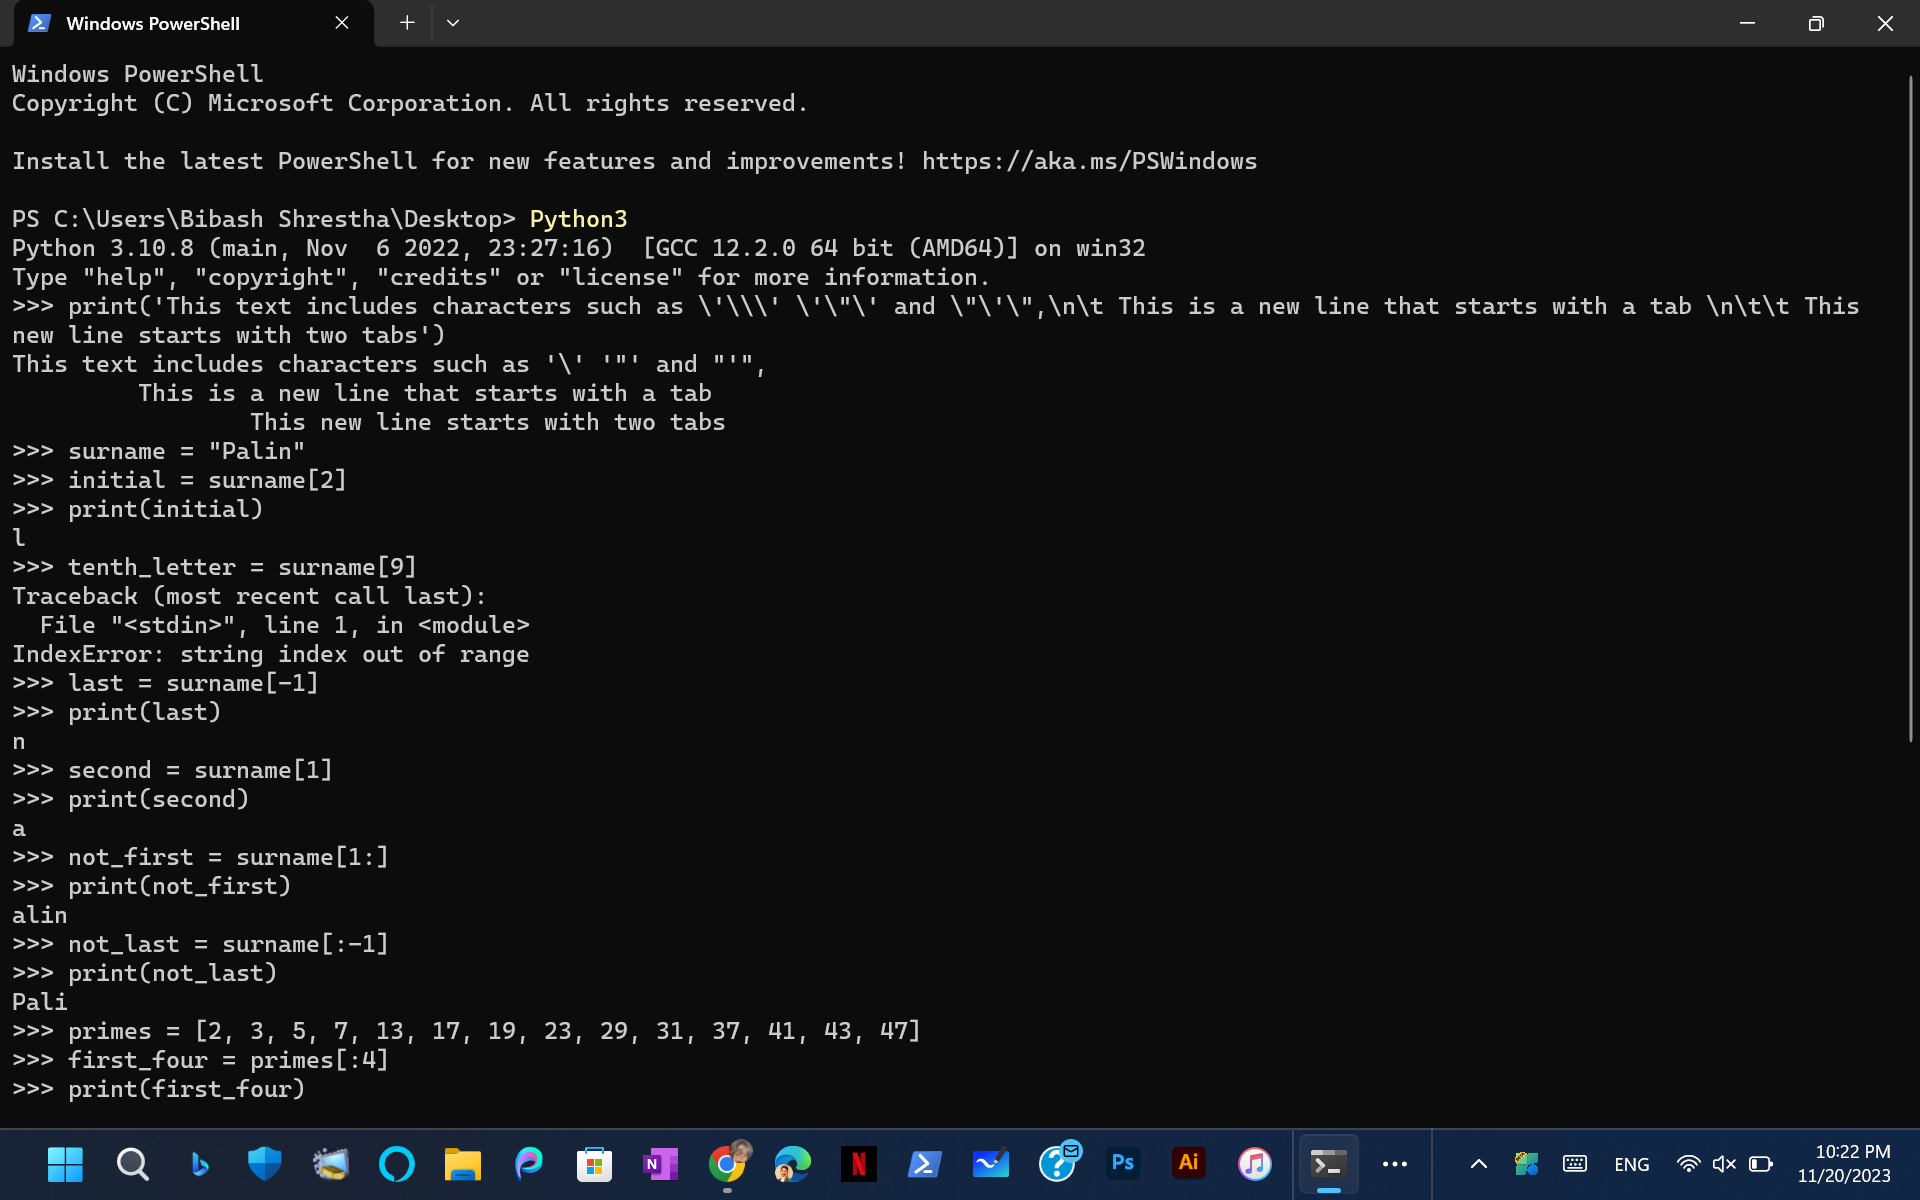 Windows PowerShell
Windows PowerShell
Copyright (C) Microsoft Corporation. All rights reserved.
Install the latest PowerShell for new features and improvements! https://aka.ms/PSWindows
PS C:\Users\Bibash Shrestha\Desktop> Python3
Python 3.10.8 (main, Nov  6 2022, 23:27:16)  [GCC 12.2.0 64 bit (AMD64)] on win32
Type "help", "copyright", "credits" or "license" for more information.
>>> print('This text includes characters such as \'\\\' \'\"\' and \"\'\",\n\t This is a new line that starts with a tab \n\t\t This
new line starts with two tabs')
This text includes characters such as '\' '"' and "'",
         This is a new line that starts with a tab
                 This new line starts with two tabs
>>> surname = "Palin"
>>> initial = surname[2]
>>> print(initial)
l
>>> tenth_letter = surname[9]
Traceback (most recent call last):
  File "<stdin>", line 1, in <module>
IndexError: string index out of range
>>> last = surname[-1]
>>> print(last)
n
>>> second = surname[1]
>>> print(second)
a
>>> not_first = surname[1:]
>>> print(not_first)
alin
>>> not_last = surname[:-1]
>>> print(not_last)
Pali
>>> primes = [2, 3, 5, 7, 13, 17, 19, 23, 29, 31, 37, 41, 43, 47]
>>> first_four = primes[:4]
>>> print(first_four)
N
N
Ps
Ai
ENG
10:22 PM
11/20/2023